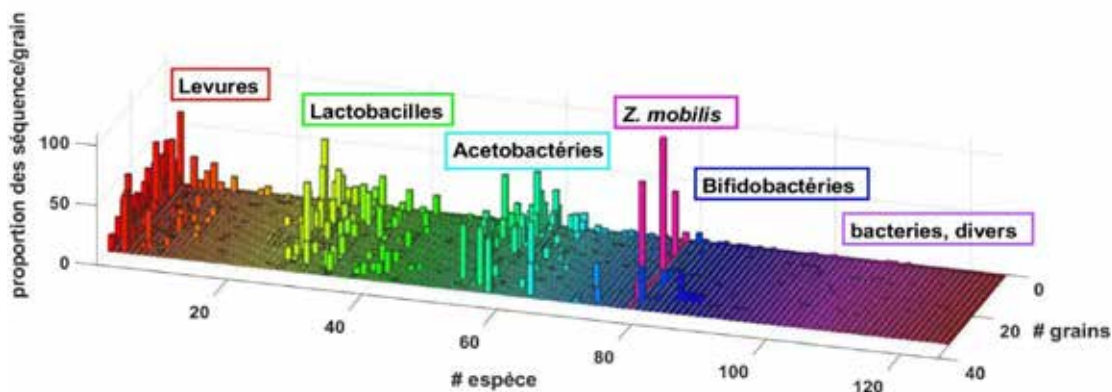 proportion des séquence/grain
100
50
0
Levures
Lactobacilles
Acetobactéries
Z. mobilis
Bifidobactéries
bacteries, divers
20
40
60
80
100
120
# espèce
0
20
40
# grains